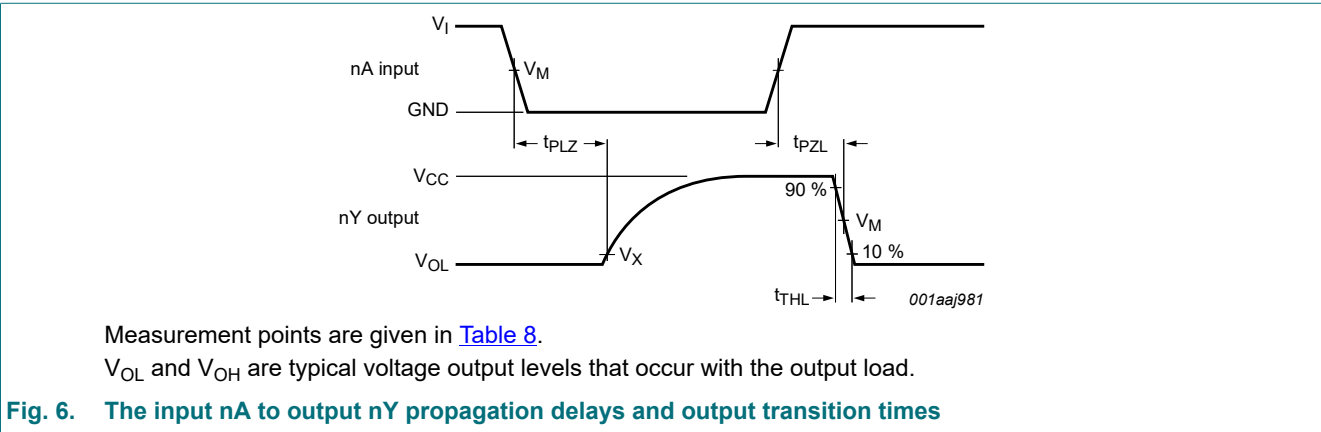 V_I
nA input
V_M
GND
t_PLZ
t_PZL
V_CC
90 %
nY output
V_M
V_OL
V_X
10 %
t_THL
001aaj981
Measurement points are given in Table 8.
V_OL and V_OH are typical voltage output levels that occur with the output load.
Fig. 6. The input nA to output nY propagation delays and output transition times